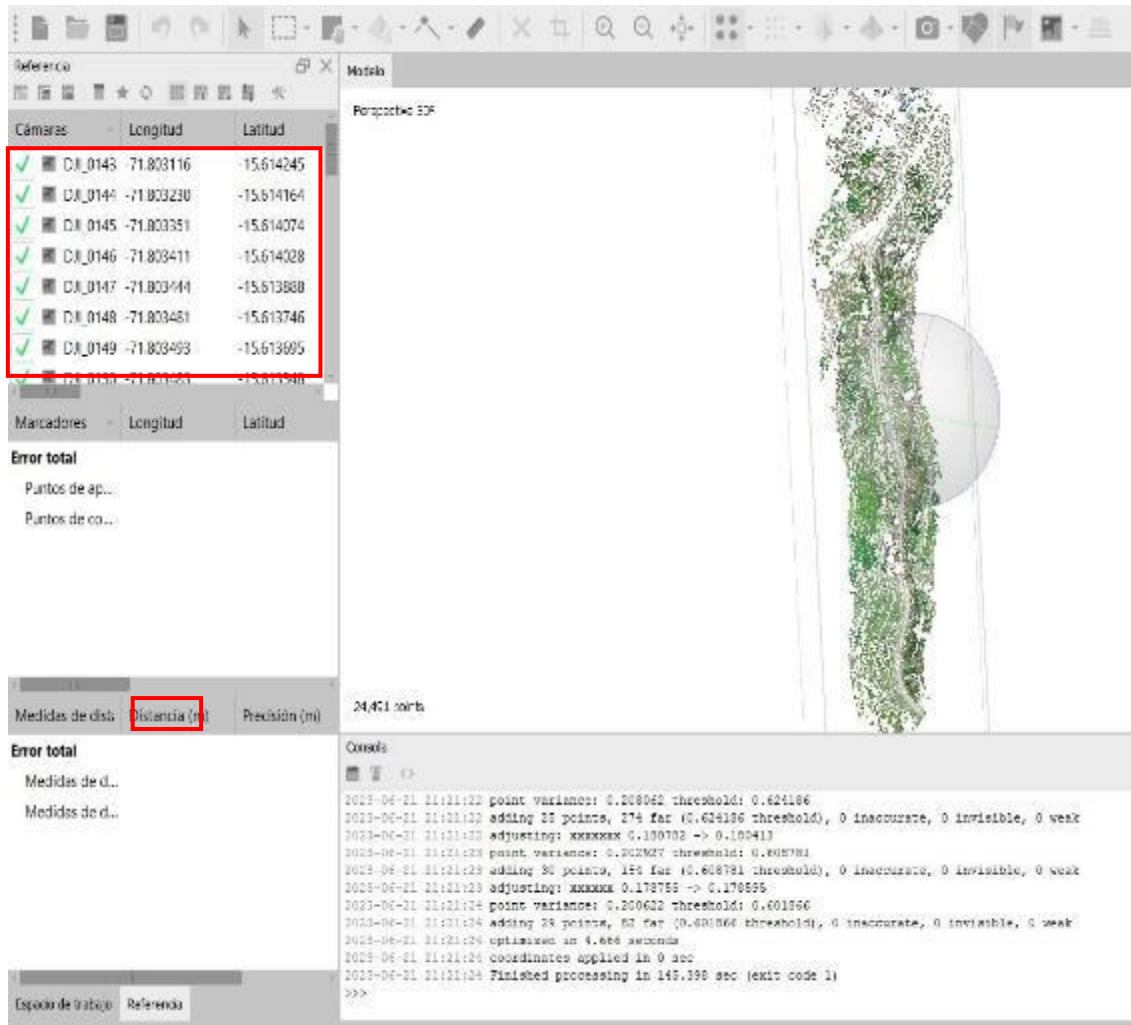 Referencia
Modelo
Perspectiva 30°
Cámaras Longitud Latitud
DJI_0143 -71.803116 -15.614245
DJI_0144 -71.803230 -15.614164
DJI_0145 -71.803351 -15.614074
DJI_0146 -71.803411 -15.614028
DJI_0147 -71.803444 -15.613888
DJI_0148 -71.803481 -15.613746
DJI_0149 -71.803493 -15.613695
Marcadores Longitud Latitud
Error total
Puntos de ap...
Puntos de co...
points
Medidas de dist Distancia (m) Precisión (m)
Error total
Medidas de d...
Medidas de d...
Consola
2023-06-21 21:21:22 point variance: 0.208062 threshold: 0.624186
2023-06-21 21:21:22 adding 25 points, 274 far (0.624186 threshold), 0 inaccurate, 0 invisible, 0 weak
2023-06-21 21:21:22 adjusting: xxxxxxx 0.180782 -> 0.180413
2023-06-21 21:21:23 point variance: 0.202927 threshold: 0.608781
2023-06-21 21:21:23 adding 30 points, 154 far (0.608781 threshold), 0 inaccurate, 0 invisible, 0 weak
2023-06-21 21:21:23 adjusting: xxxxxx 0.178755 -> 0.178595
2023-06-21 21:21:24 point variance: 0.200622 threshold: 0.601866
2023-06-21 21:21:24 adding 29 points, 52 far (0.601866 threshold), 0 inaccurate, 0 invisible, 0 weak
2023-06-21 21:21:24 optimized in 4.666 seconds
2023-06-21 21:21:24 coordinates applied in 0 sec
2023-06-21 21:21:24 Finished processing in 145.398 sec (exit code 1)
>>>
Espacio de trabajo Referencia